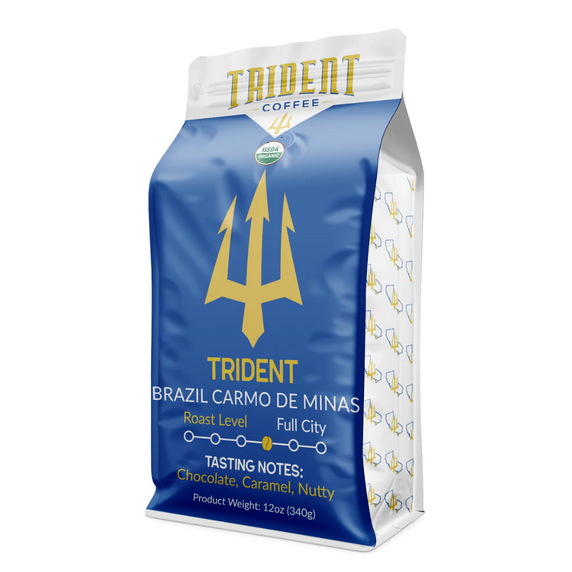 TRIDENT
COFFEE
USDA
ORGANIC
TRIDENT
BRAZIL CARMO DE MINAS
Roast Level Full City
TASTING NOTES:
Chocolate, Caramel, Nutty
Product Weight: 12oz (340g)